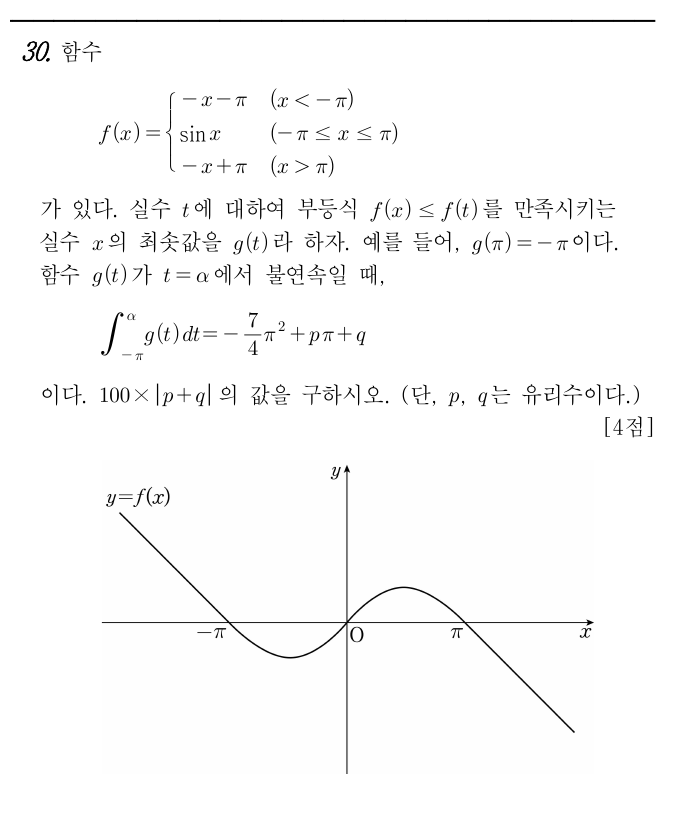 30. 함수
f(x) = { -x-π (x < -π)
sin x (-π ≤ x ≤ π)
-x+π (x > π)
가 있다. 실수 t에 대하여 부등식 f(x) ≤ f(t)를 만족시키는
실수 x의 최솟값을 g(t)라 하자. 예를 들어, g(π) = -π이다.
함수 g(t)가 t = α에서 불연속일 때,
∫_{-π}^{α} g(t)dt = -\frac{7}{4}π² + pπ + q
이다. 100×|p+q|의 값을 구하시오. (단, p, q는 유리수이다.)
[4점]
y
y=f(x)
-π O π x